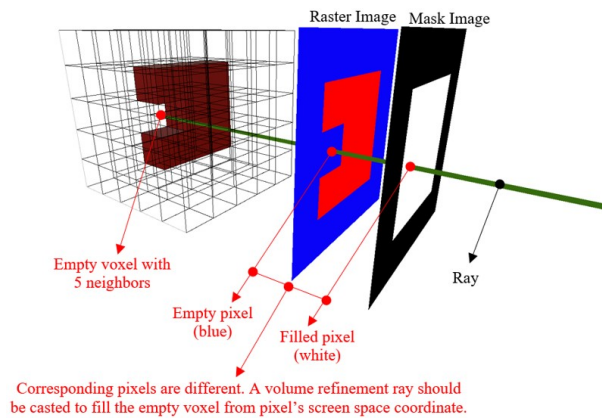 Raster Image
Mask Image
Empty voxel with
5 neighbors
Empty pixel
(blue)
Filled pixel
(white)
Ray
Corresponding pixels are different. A volume refinement ray should
be casted to fill the empty voxel from pixel's screen space coordinate.